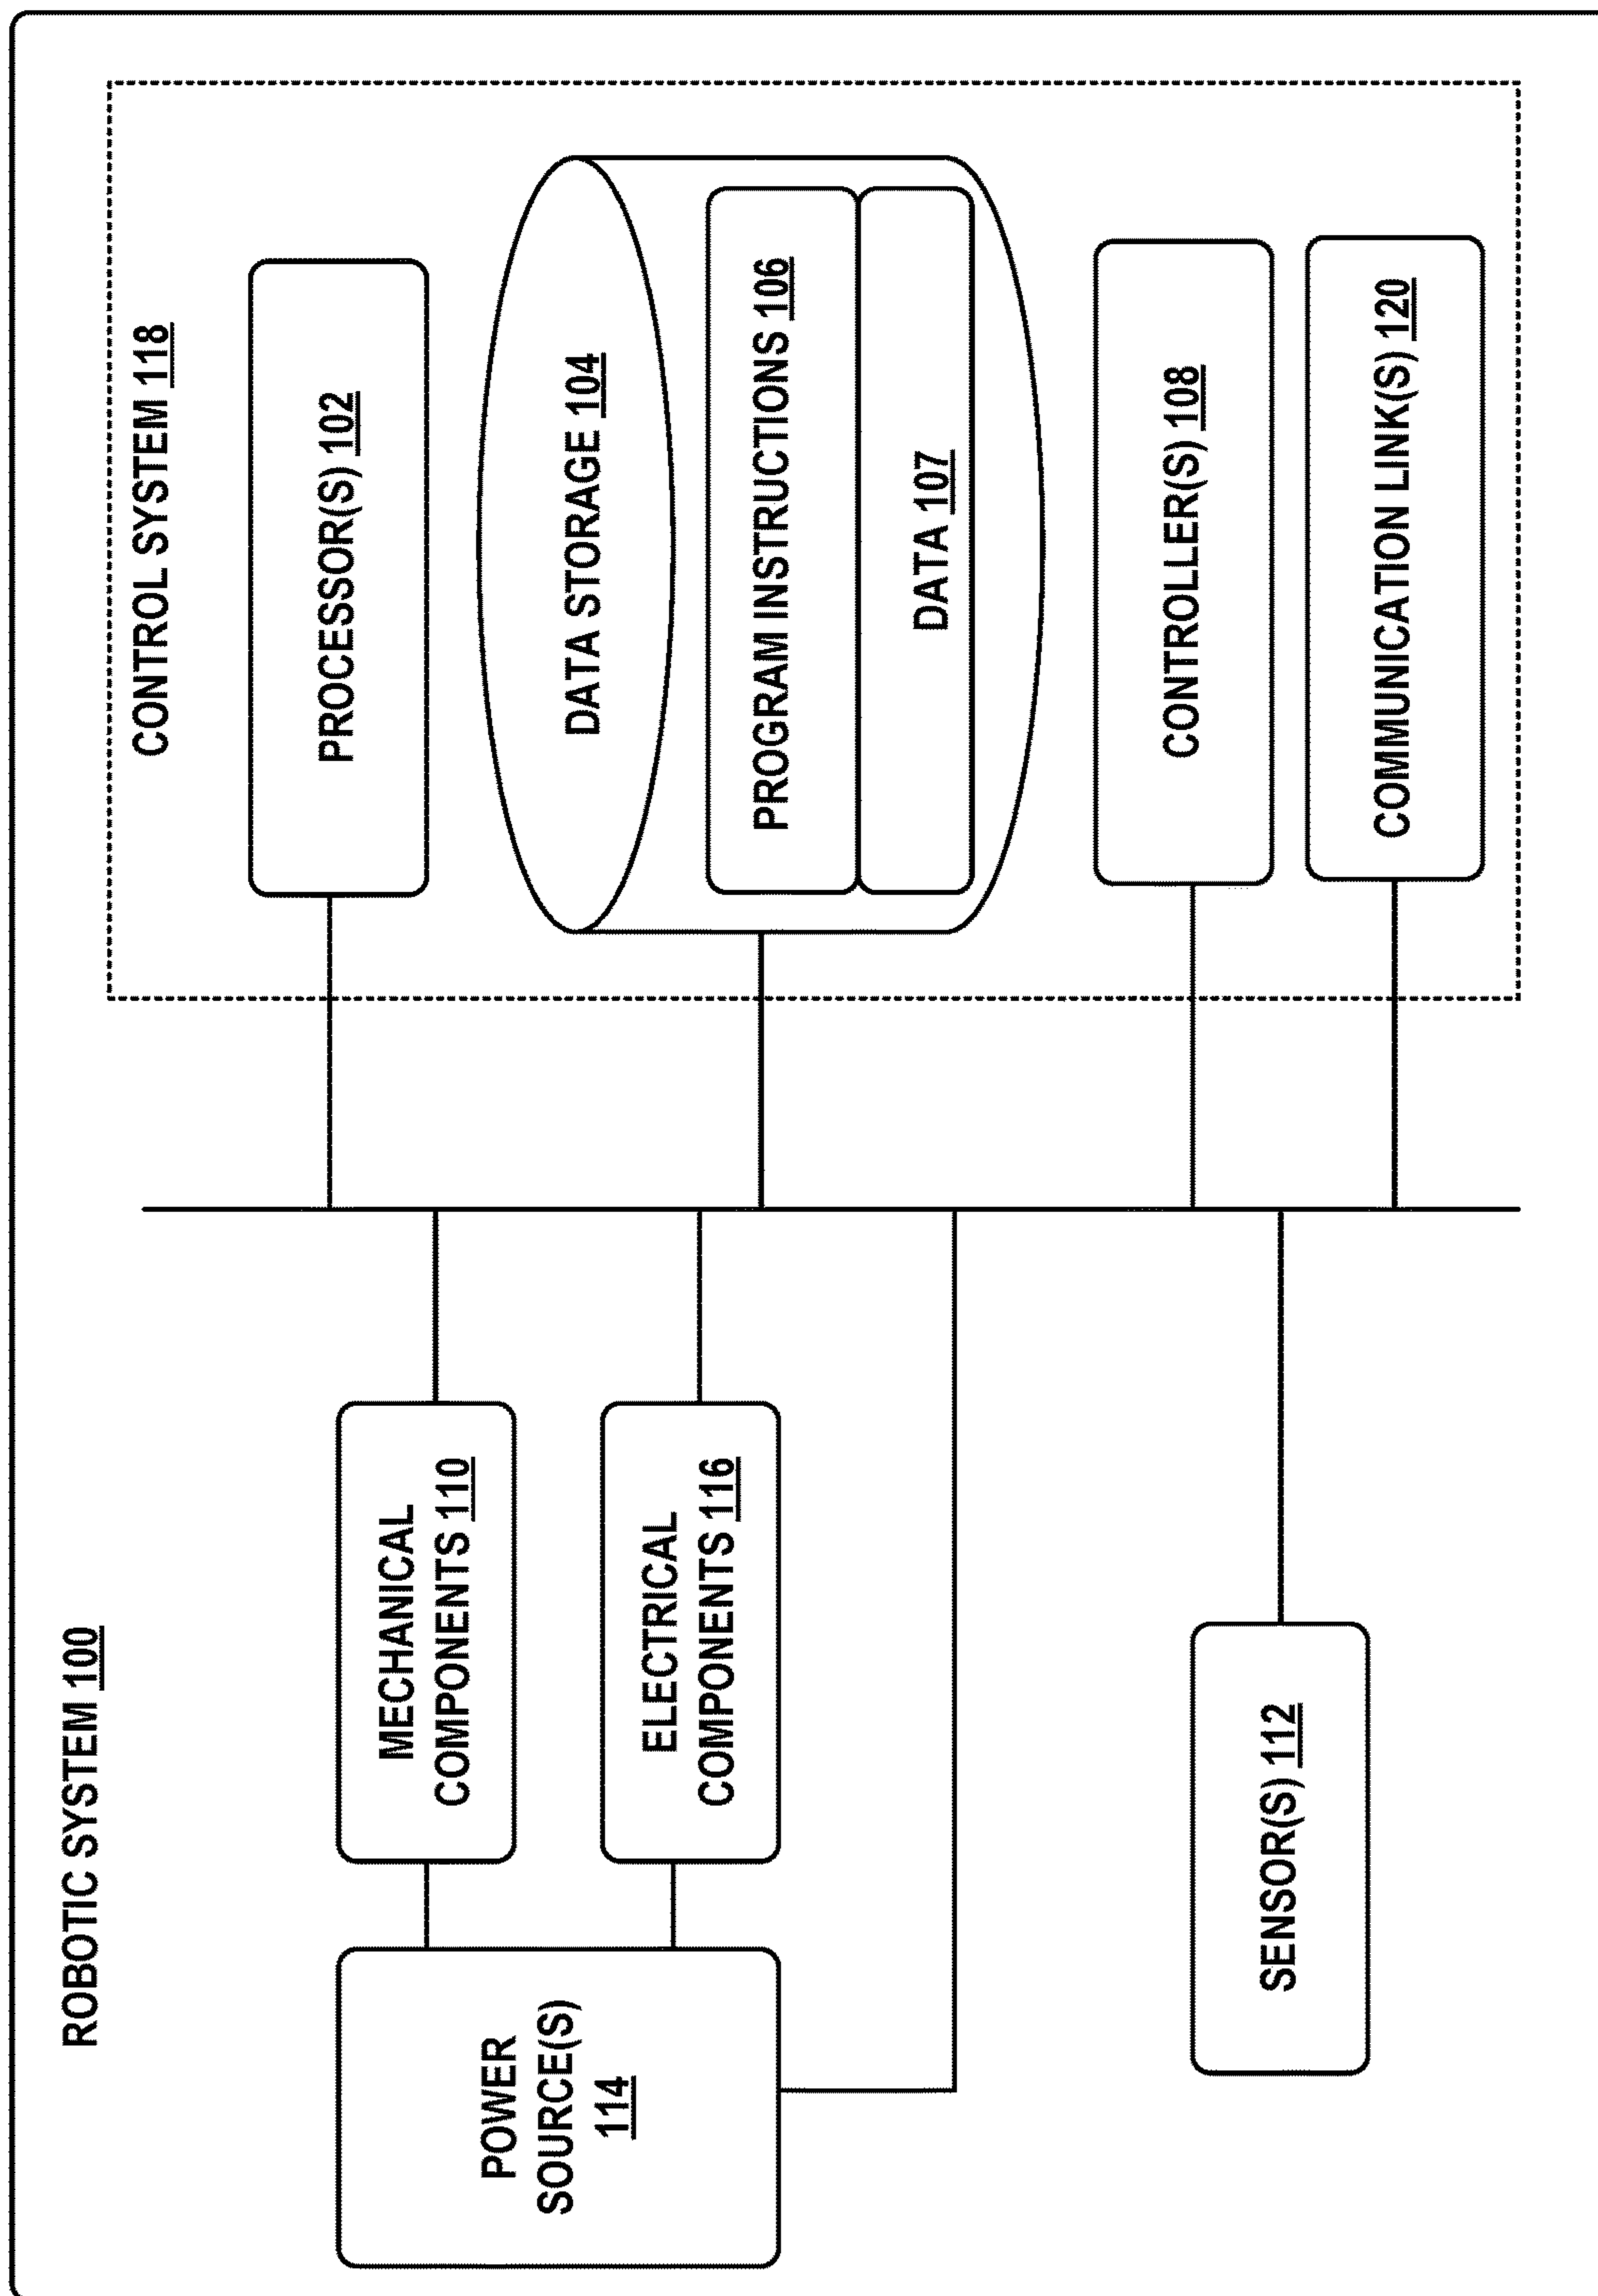 ROBOTIC SYSTEM 100
POWER
SOURCE(S)
114
MECHANICAL
COMPONENTS 110
ELECTRICAL
COMPONENTS 116
SENSOR(S) 112
CONTROL SYSTEM 118
PROCESSOR(S) 102
DATA STORAGE 104
PROGRAM INSTRUCTIONS 106
DATA 107
CONTROLLER(S) 108
COMMUNICATION LINK(S) 120